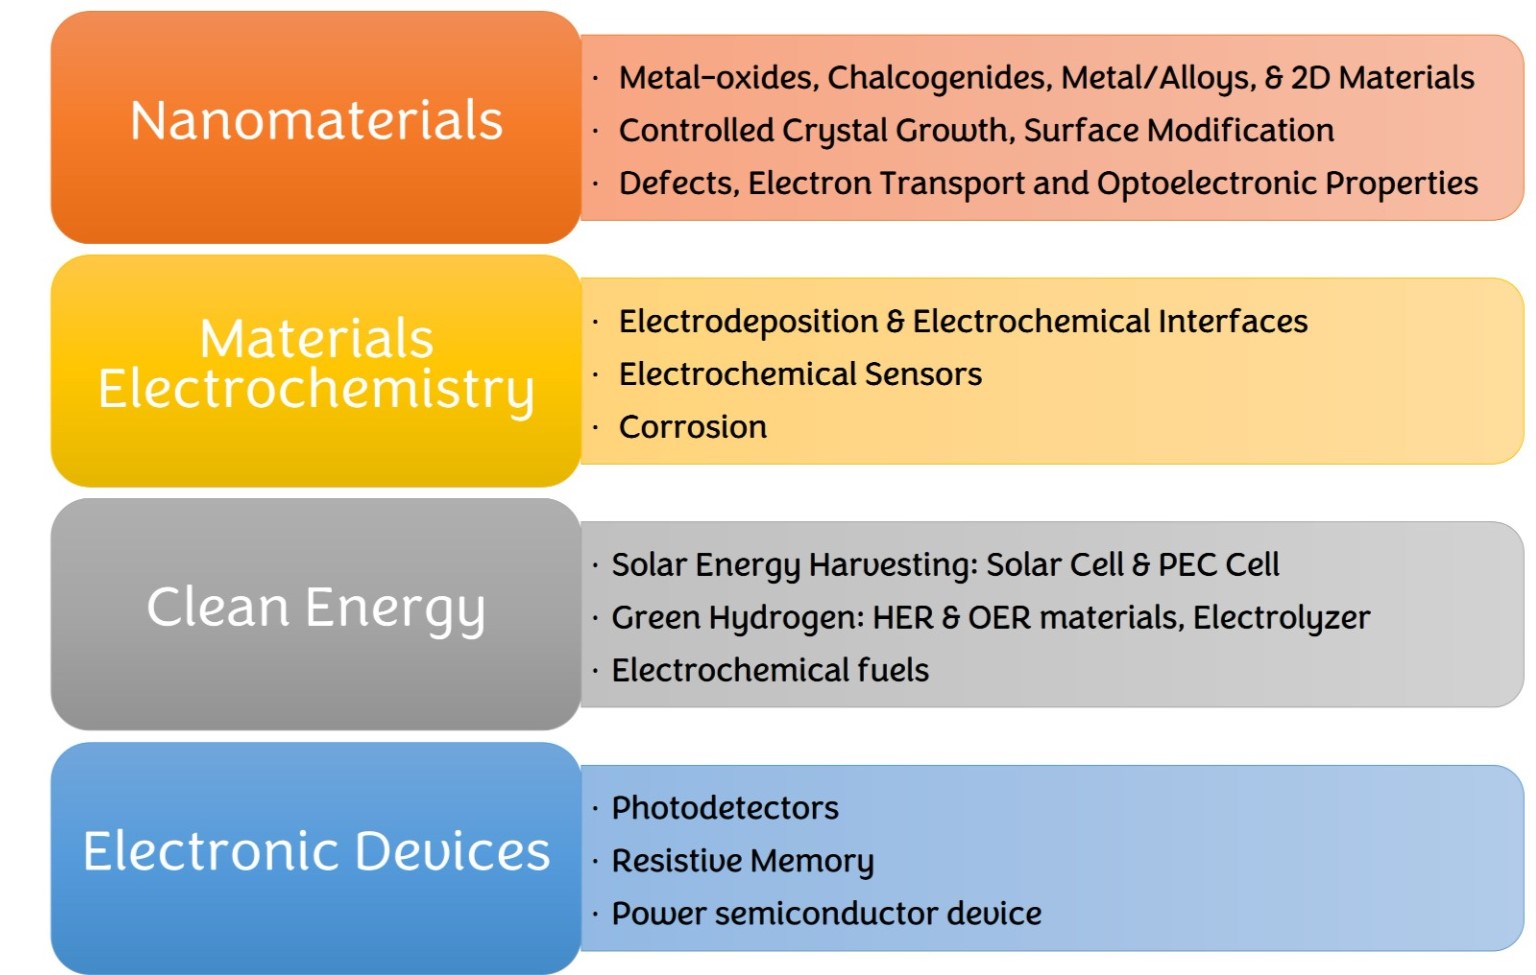 Nanomaterials
· Metal-oxides, Chalcogenides, Metal/Alloys, & 2D Materials
· Controlled Crystal Growth, Surface Modification
· Defects, Electron Transport and Optoelectronic Properties
Materials
Electrochemistry
· Electrodeposition & Electrochemical Interfaces
· Electrochemical Sensors
· Corrosion
Clean Energy
· Solar Energy Harvesting: Solar Cell & PEC Cell
· Green Hydrogen: HER & OER materials, Electrolyzer
· Electrochemical fuels
Electronic Devices
· Photodetectors
· Resistive Memory
· Power semiconductor device